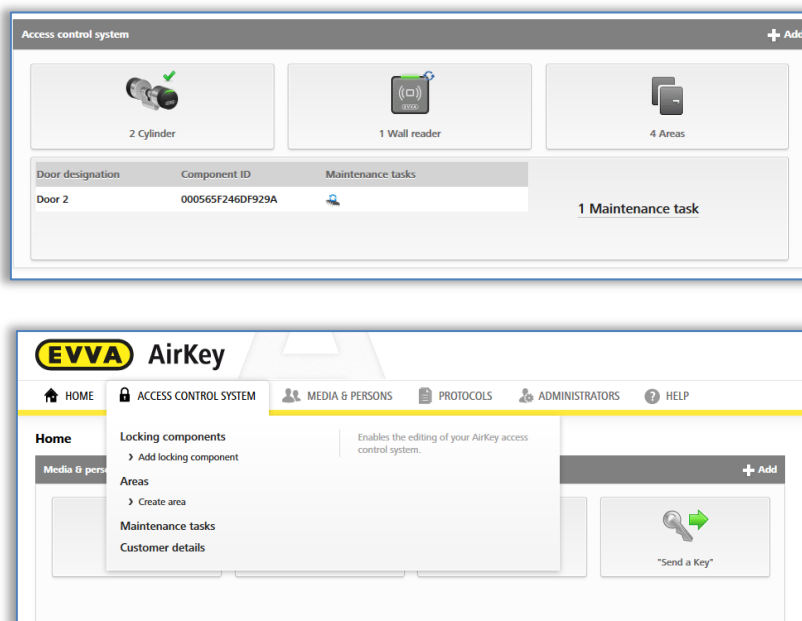 Access control system
Add
2 Cylinder
1 Wall reader
4 Areas
Door designation Component ID Maintenance tasks
Door 2 000565F246DF929A
1 Maintenance task
EVVA AirKey
HOME ACCESS CONTROL SYSTEM MEDIA & PERSONS PROTOCOLS ADMINISTRATORS HELP
Home
Locking components
Add locking component
Areas
Create area
Maintenance tasks
Customer details
Enables the editing of your AirKey access
control system.
Media & pers
Add
"Send a Key"